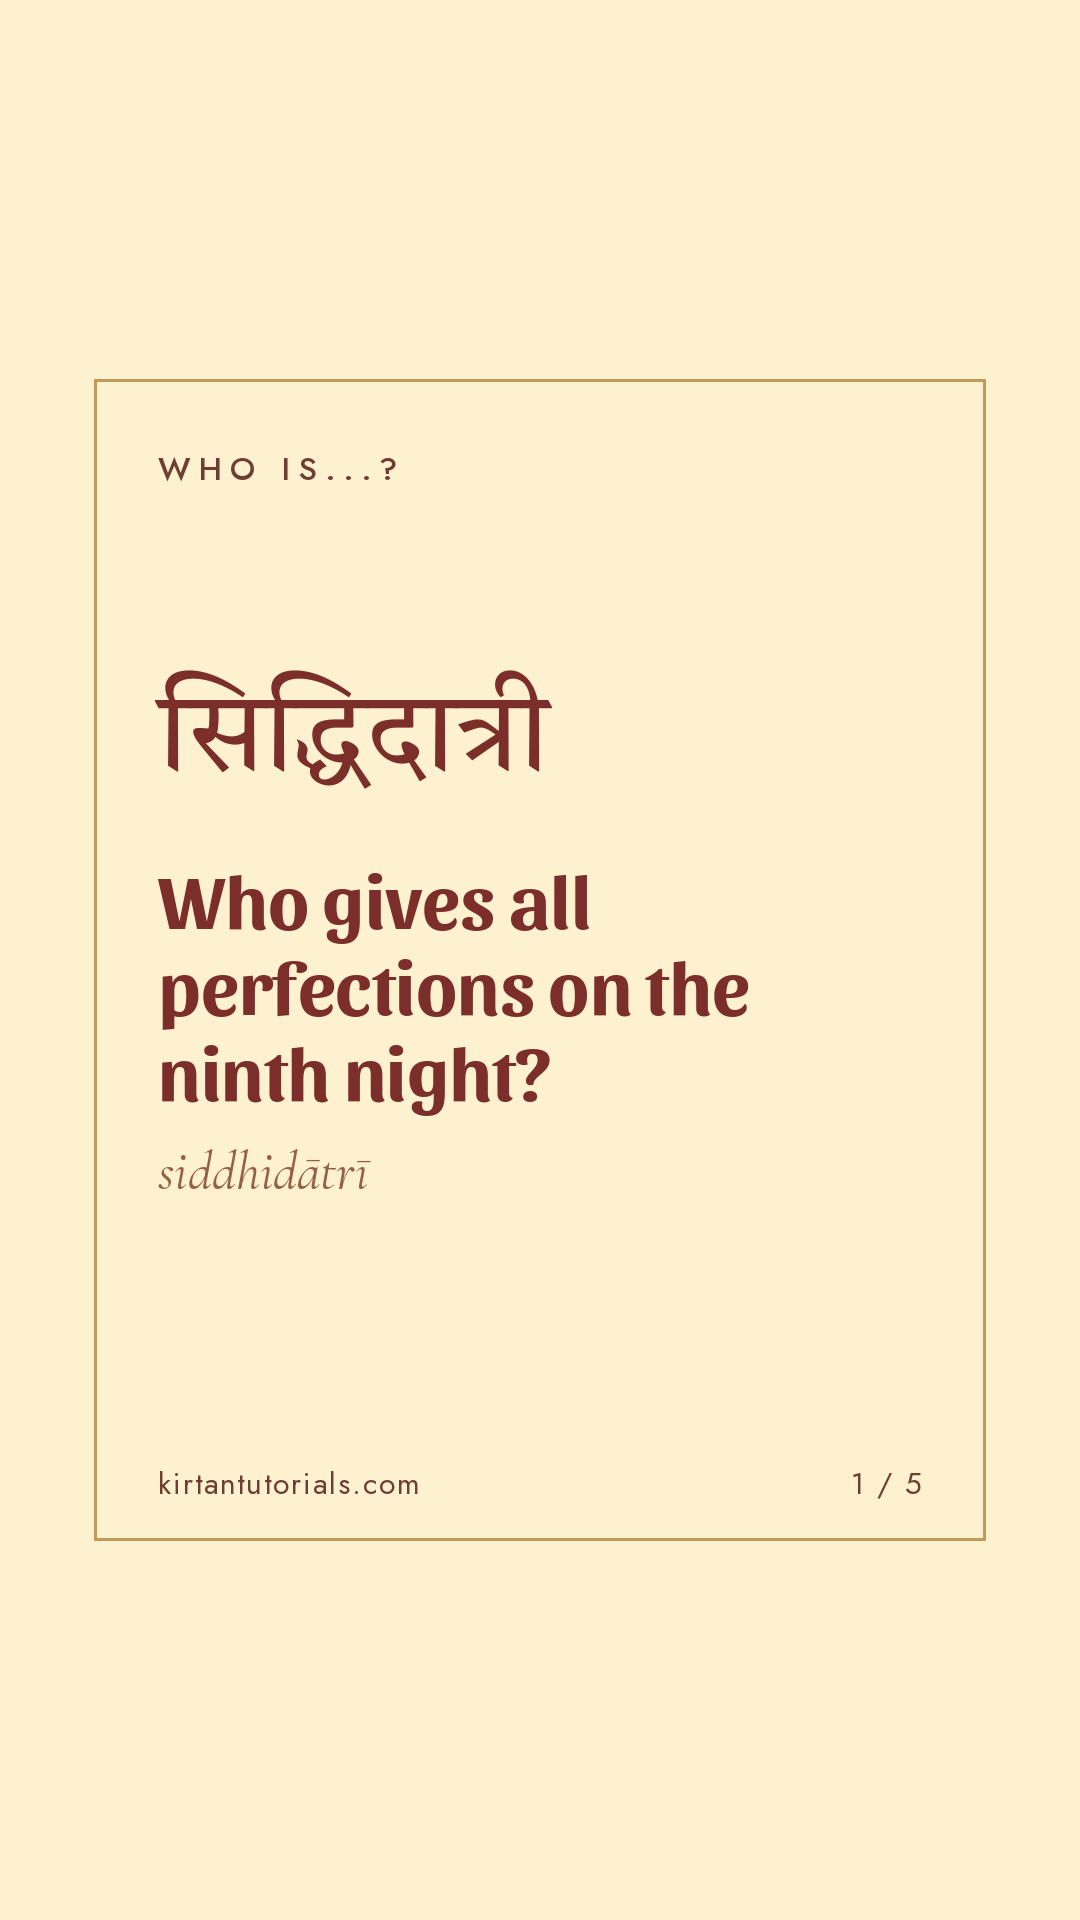 WHO IS...?
सिद्धिदात्री
Who gives all
perfections on the
ninth night?
siddhidātrī
kirtantutorials.com
1 / 5